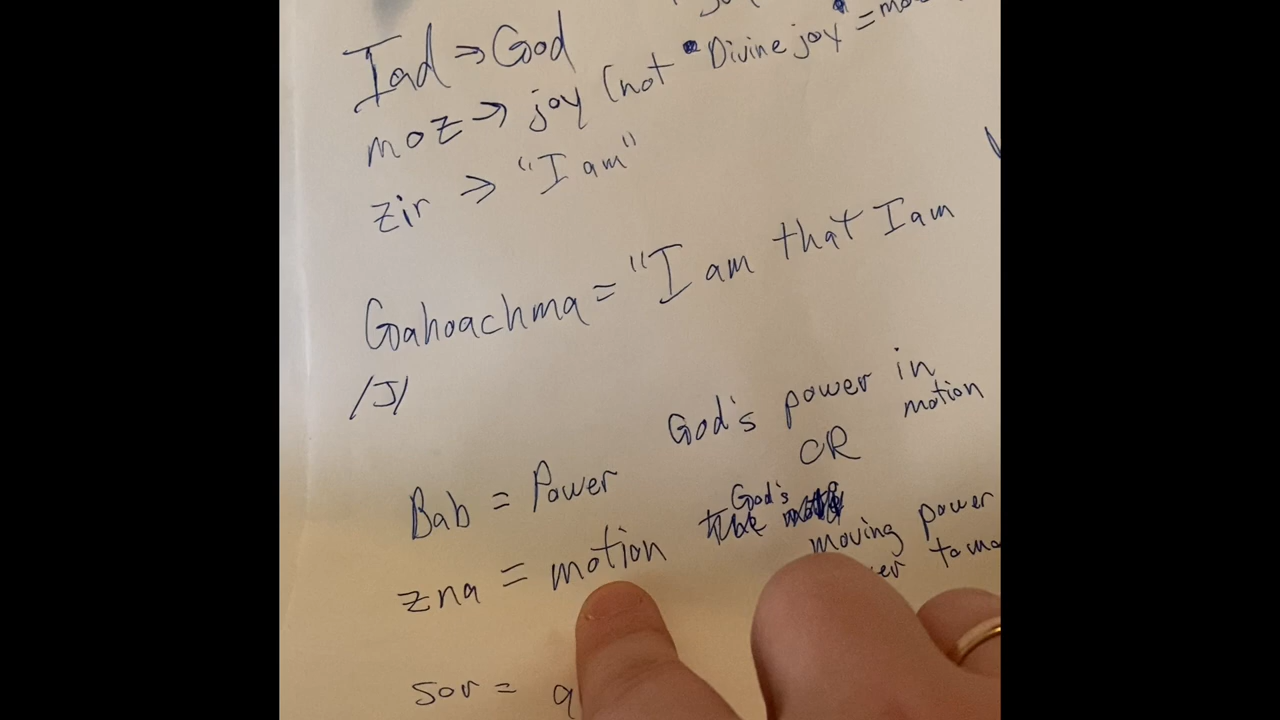 Iad => God
moz => joy (not "Divine joy" =
zir => "I am"
Gahoachma = "I am that I am
/J/
God's power in motion
OR
God's
moving power
Bab = Power
zna = motion
sor =